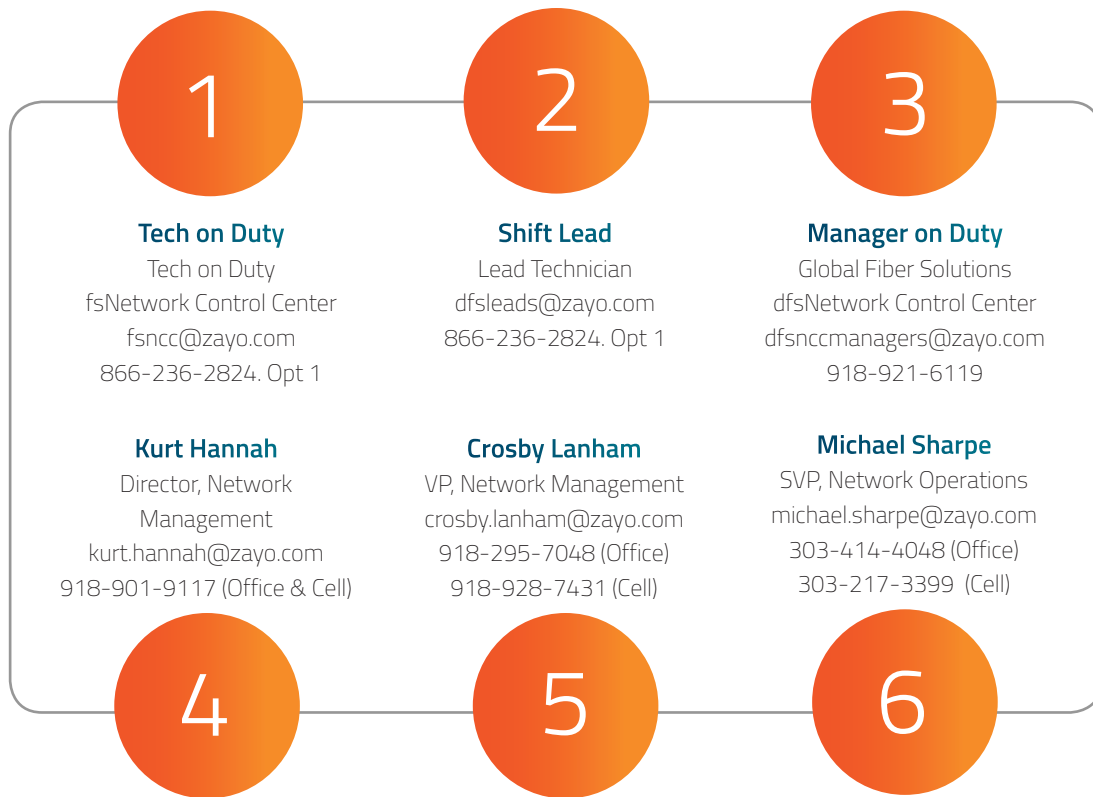 1
Tech on Duty
Tech on Duty
fsNetwork Control Center
fsncc@zayo.com
866-236-2824. Opt 1
2
Shift Lead
Lead Technician
dfsleads@zayo.com
866-236-2824. Opt 1
3
Manager on Duty
Global Fiber Solutions
dfsNetwork Control Center
dfsnccmanagers@zayo.com
918-921-6119
Kurt Hannah
Director, Network
Management
kurt.hannah@zayo.com
918-901-9117 (Office & Cell)
4
Crosby Lanham
VP, Network Management
crosby.lanham@zayo.com
918-295-7048 (Office)
918-928-7431 (Cell)
5
Michael Sharpe
SVP, Network Operations
michael.sharpe@zayo.com
303-414-4048 (Office)
303-217-3399  (Cell)
6